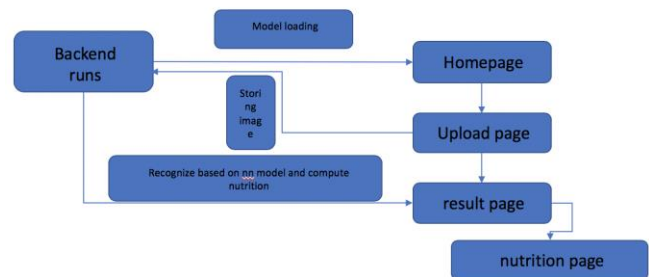 Model loading
Backend
runs
Homepage
Stori
ng
imag
e
Upload page
Recognize based on nn model and compute
nutrition
result page
nutrition page